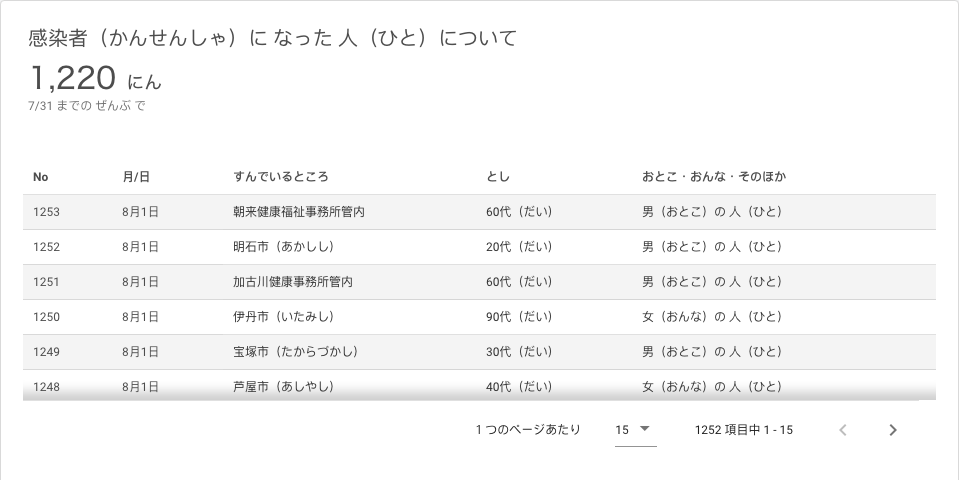 感染者（かんせんしゃ）に なった 人（ひと）について
1,220 にん
7/31 までの ぜんぶ で
No 月/日 すんでいるところ とし おとこ・おんな・そのほか
1253 8月1日 朝来健康福祉事務所管内 60代（だい） 男（おとこ）の 人（ひと）
1252 8月1日 明石市（あかしし） 20代（だい） 男（おとこ）の 人（ひと）
1251 8月1日 加古川健康事務所管内 60代（だい） 男（おとこ）の 人（ひと）
1250 8月1日 伊丹市（いたみし） 90代（だい） 女（おんな）の 人（ひと）
1249 8月1日 宝塚市（たからづかし） 30代（だい） 男（おとこ）の 人（ひと）
1248 8月1日 芦屋市（あしやし） 40代（だい） 女（おんな）の 人（ひと）
1 つのページあたり 15 1252 項目中 1 - 15